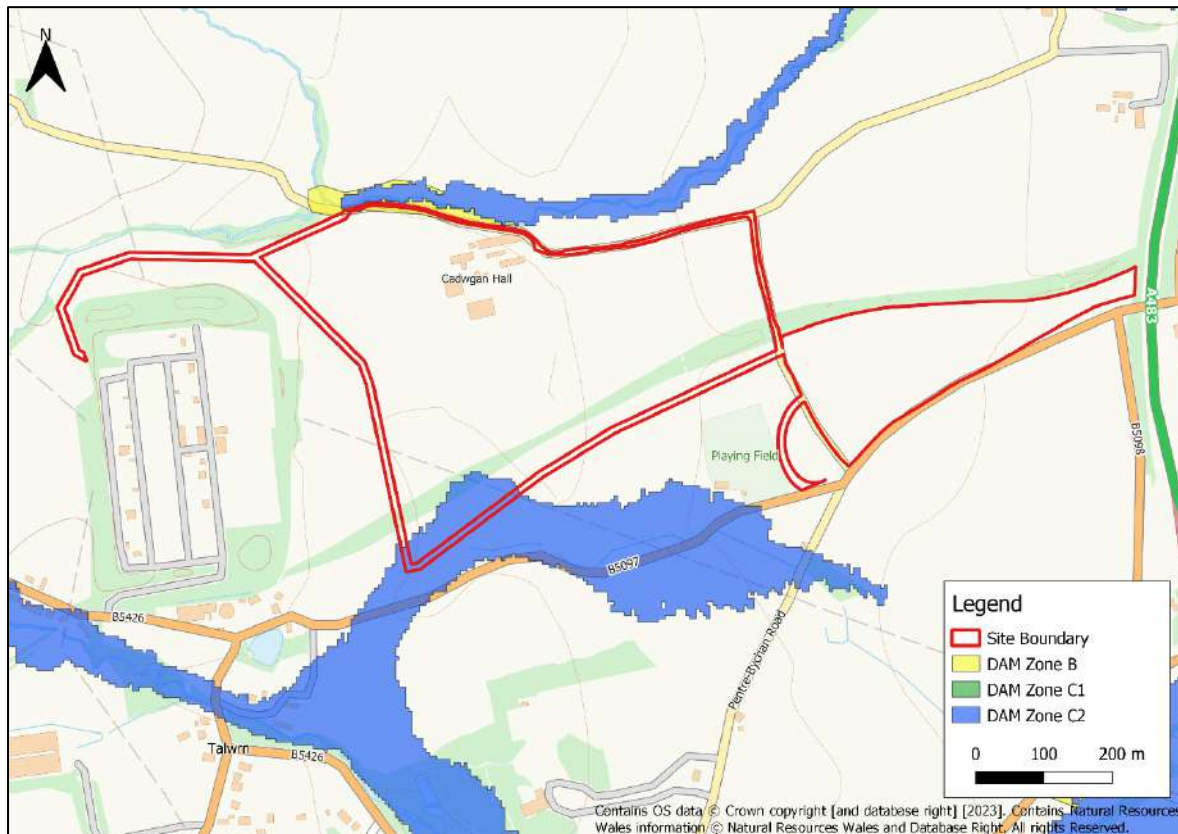 N
Cadwgan Hall
A483
B5098
Playing Field
B5097
B5426
Pentre-Bychan Road
Talwrn
B5426
Legend
Site Boundary
DAM Zone B
DAM Zone C1
DAM Zone C2
0 100 200 m
Contains OS data © Crown copyright [and database right] [2023]. Contains Natural Resources
Wales information © Natural Resources Wales and Database Right. All rights Reserved.